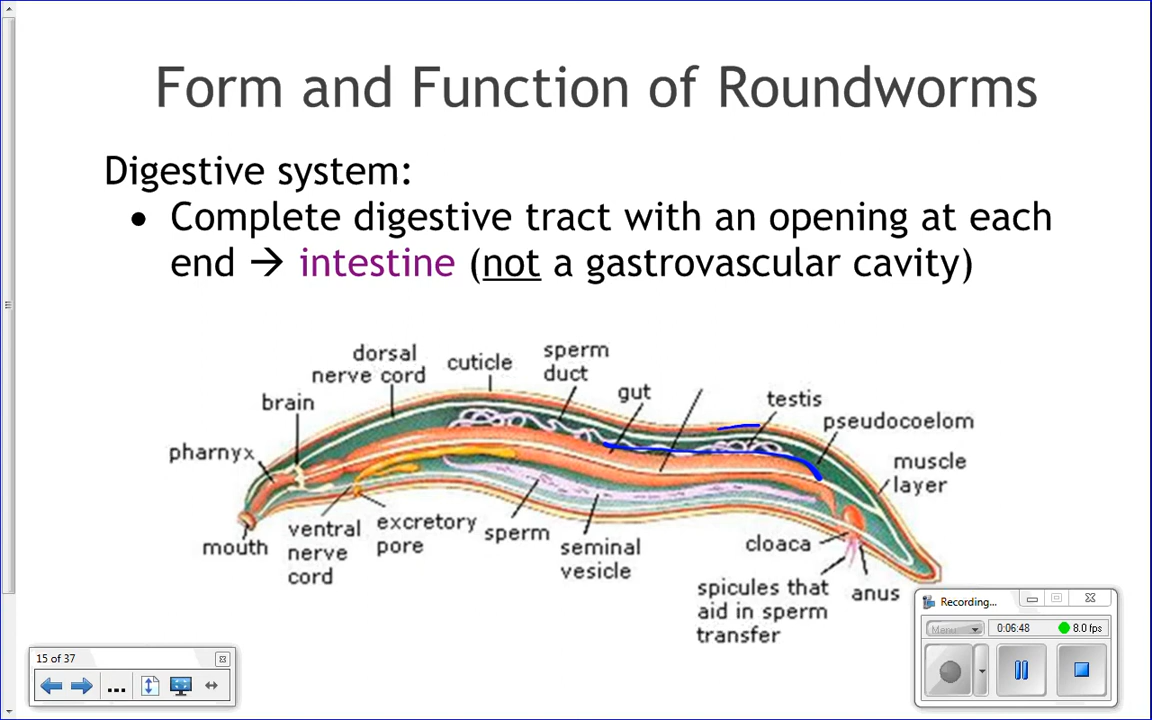 Form and Function of Roundworms
Digestive system:
• Complete digestive tract with an opening at each
end → intestine (not a gastrovascular cavity)
dorsal
nerve cord
cuticle
sperm
duct
gut
testis
brain
pseudocoelom
pharnyx
muscle
layer
mouth
ventral
nerve
cord
excretory
pore
sperm
seminal
vesicle
cloaca
spicules that
aid in sperm
transfer
anus
Recording...
Menu
0:06:48
8.0 fps
15 of 37
...